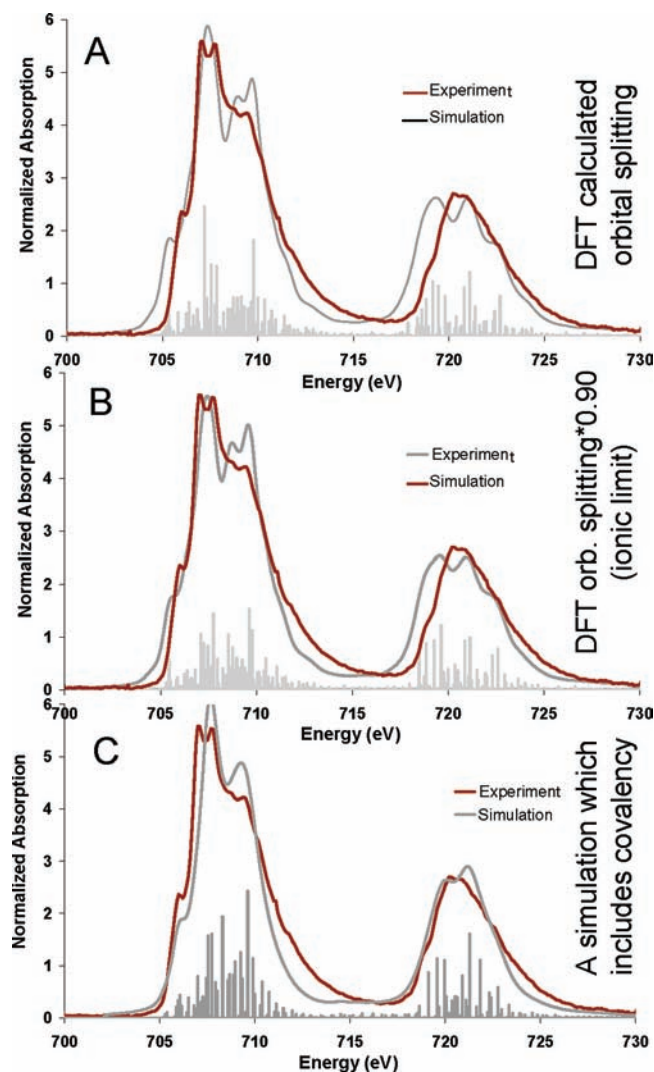 A
Normalized Absorption
6
5
4
3
2
1
0
Experiment
Simulation
700
705
710
715
720
725
730
Energy (eV)
DFT calculated
orbital splitting
B
Normalized Absorption
6
5
4
3
2
1
0
Experiment
Simulation
700
705
710
715
720
725
730
Energy (eV)
DFT orb. splitting*0.90
(ionic limit)
C
Normalized Absorption
5
4
3
2
1
0
Experiment
Simulation
700
705
710
715
720
725
730
Energy (eV)
A simulation which
includes covalency